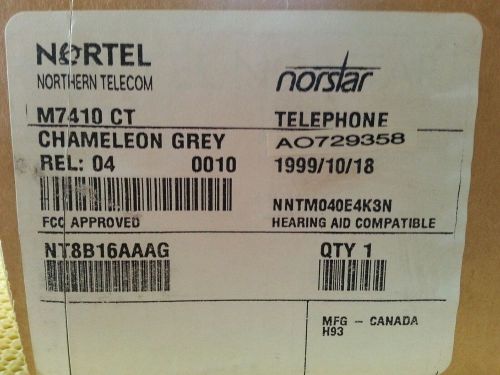 NORTEL norstar
NORTHERN TELECOM
M7410 CT TELEPHONE
CHAMELEON GREY AO729358
REL: 04 0010 1999/10/18
NNTM040E4K3N
FCC APPROVED HEARING AID COMPATIBLE
NT8B16AAAG QTY 1
MFG - CANADA
H93